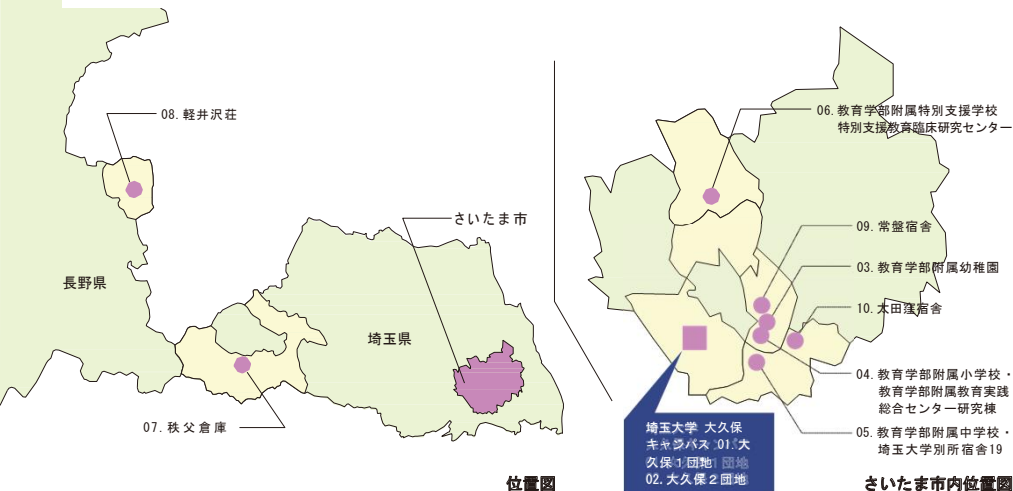 08.軽井沢荘
さいたま市
長野県
埼玉県
07.秩父倉庫
位置図
06.教育学部附属特別支援学校
特別支援教育臨床研究センター
09.常盤宿舎
03.教育学部附属幼稚園
10.太田窪宿舎
04.教育学部附属小学校・
教育学部附属教育実践
総合センター研究棟
05.教育学部附属中学校・
埼玉大学別所宿舎19
埼玉大学 大久保
キャンパス 01.大
久保1団地
02.大久保2団地
さいたま市内位置図